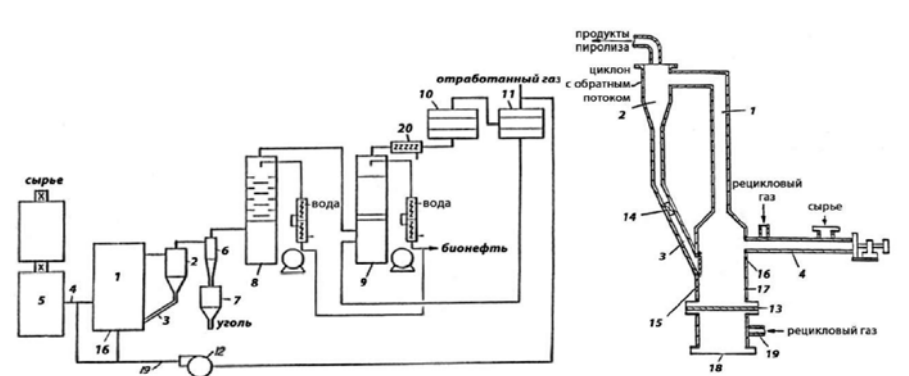 отработанный газ
10
11
20
сырье
вода
вода
бионефть
1
2
6
4
3
5
7
8
9
уголь
16
19
12
продукты
пиролиза
циклон
с обратным
потоком
2
1
рецикловый
газ
сырье
14
3
16
4
17
13
15
рецикловый газ
19
18